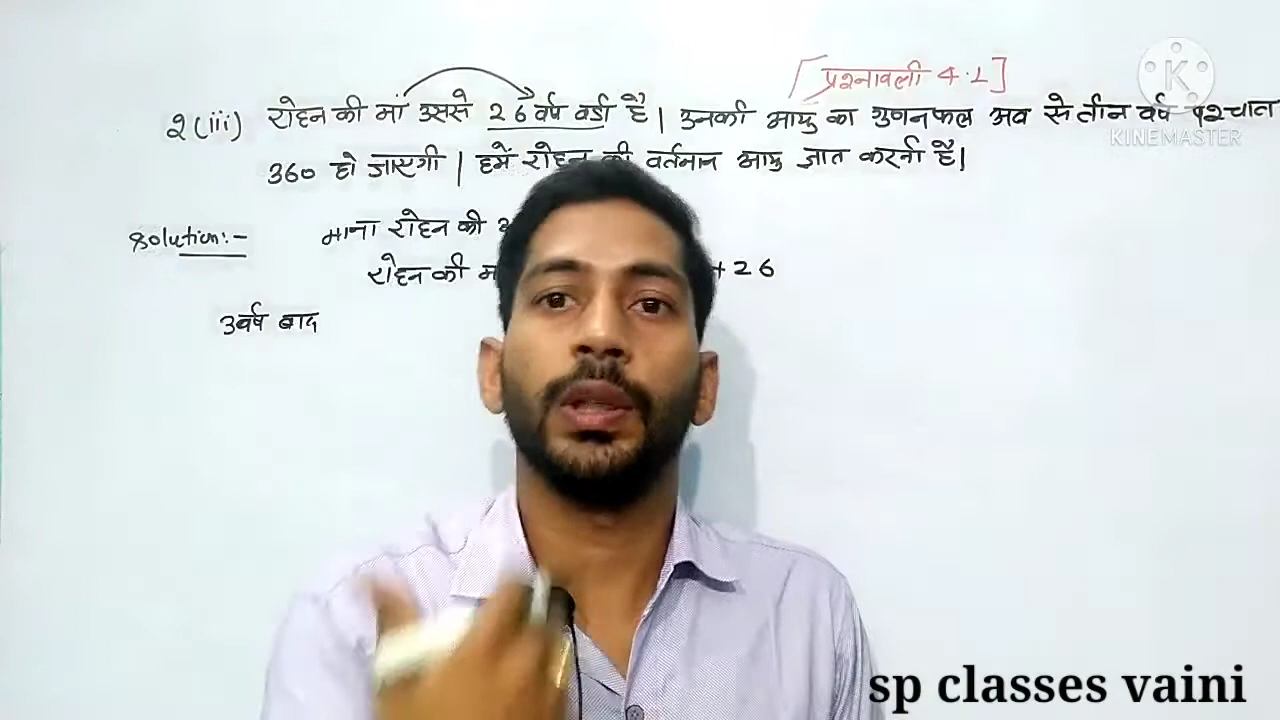 [प्रश्नावली 4.1]
2(iii) रोहन की मां उससे 26 वर्ष बड़ी है| उनकी आयु का गुणनफल अब से तीन वर्ष पश्चात
360 हो जाएगी | हमें रोहन की वर्तमान आयु ज्ञात करनी है|
Solution:- माना रोहन की
रोहन की + 26
3वर्ष बाद
K
KINEMASTER
sp classes vaini